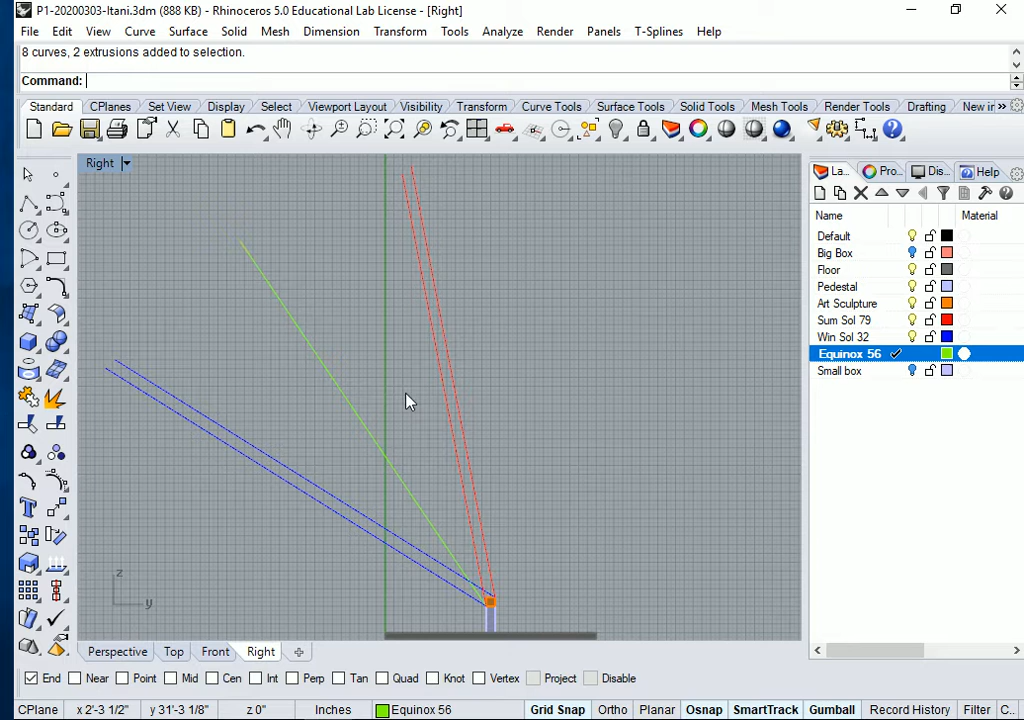 P1-20200303-Itani.3dm (888 KB) - Rhinoceros 5.0 Educational Lab License - [Right]
File Edit View Curve Surface Solid Mesh Dimension Transform Tools Analyze Render Panels T-Splines Help
8 curves, 2 extrusions added to selection.
Command:
Standard CPlanes Set View Display Select Viewport Layout Visibility Transform Curve Tools Surface Tools Solid Tools Mesh Tools Render Tools Drafting New in »
Right
La... Pro... Dis... Help
Name Material
Default
Big Box
Floor
Pedestal
Art Sculpture
Sum Sol 79
Win Sol 32
Equinox 56
Small box
z
y
Perspective Top Front Right
End Near Point Mid Cen Int Perp Tan Quad Knot Vertex Project Disable
CPlane x 2'-3 1/2" y 31'-3 1/8" z 0" Inches Equinox 56 Grid Snap Ortho Planar Osnap SmartTrack Gumball Record History Filter C...